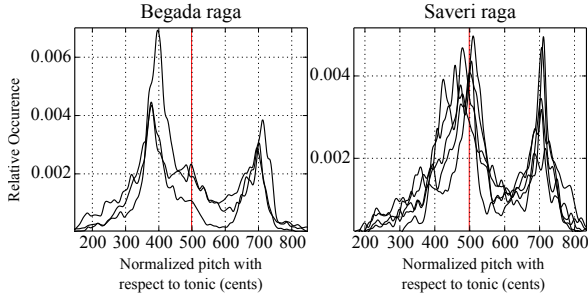 Begada raga
Saveri raga
Relative Occurence
0.006
0.004
0.002
200 300 400 500 600 700 800
Normalized pitch with
respect to tonic (cents)
0.004
0.002
200 300 400 500 600 700 800
Normalized pitch with
respect to tonic (cents)